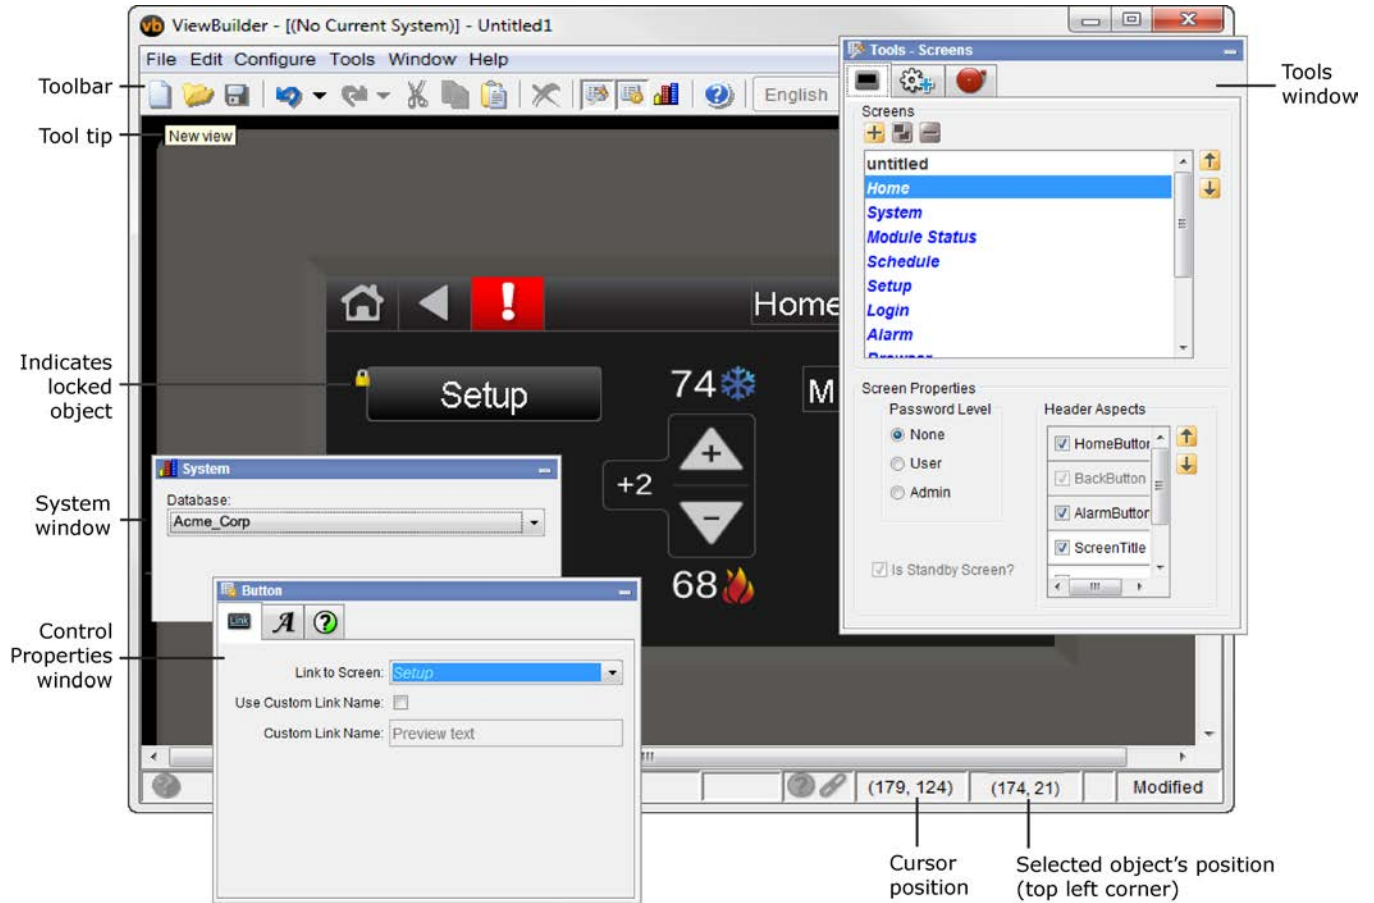 ViewBuilder - [(No Current System)] - Untitled1
File Edit Configure Tools Window Help
Toolbar
English
Tool tip
New view
Tools - Screens
Tools
window
Screens
untitled
Home
System
Module Status
Schedule
Setup
Login
Alarm
Browser
Home
Indicates
locked
object
Setup
74
M
+2
68
Screen Properties
Password Level
None
User
Admin
Is Standby Screen?
Header Aspects
HomeButton
BackButton
AlarmButton
ScreenTitle
System
window
System
Database:
Acme_Corp
Control
Properties
window
Button
Link
A
Link to Screen: Setup
Use Custom Link Name:
Custom Link Name: Preview text
(179, 124) (174, 21) Modified
Cursor
position
Selected object's position
(top left corner)